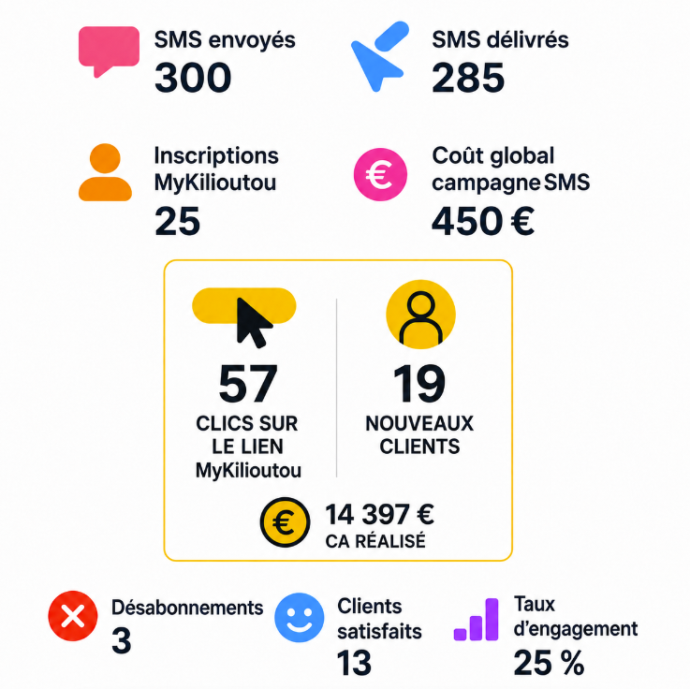 SMS envoyés
300
SMS délivrés
285
Inscriptions
MyKilioutou
25
€
Coût global
campagne SMS
450 €
57
CLICS SUR
LE LIEN
MyKilioutou
19
NOUVEAUX
CLIENTS
€
14 397 €
CA RÉALISÉ
Désabonnements
3
Clients
satisfaits
13
Taux
d'engagement
25 %